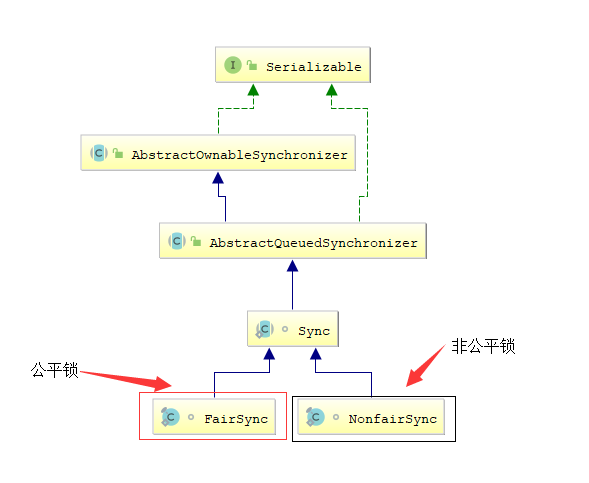 I Serializable
C AbstractOwnableSynchronizer
C AbstractQueuedSynchronizer
C Sync
非公平锁
公平锁
C FairSync
C NonfairSync